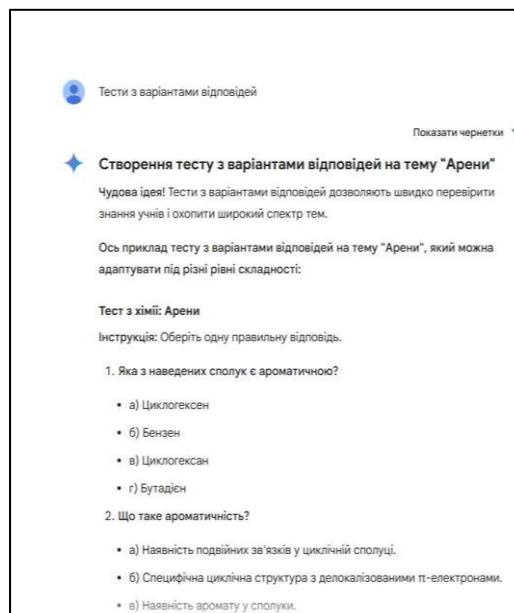 Тести з варіантами відповідей
Показати чернетки
Створення тесту з варіантами відповідей на тему "Арени"
Чудова ідея! Тести з варіантами відповідей дозволяють швидко перевірити
знання учнів і охопити широкий спектр тем.
Ось приклад тесту з варіантами відповідей на тему "Арени", який можна
адаптувати під різні рівні складності:
Тест з хімії: Арени
Інструкція: Оберіть одну правильну відповідь.
1. Яка з наведених сполук є ароматичною?
• а) Циклогексен
• б) Бензен
• в) Циклогексан
• г) Бутадієн
2. Що таке ароматичність?
• а) Наявність подвійних зв'язків у циклічній сполуці.
• б) Специфічна циклічна структура з делокалізованими π-електронами.
• в) Наявність аромату у сполуки.